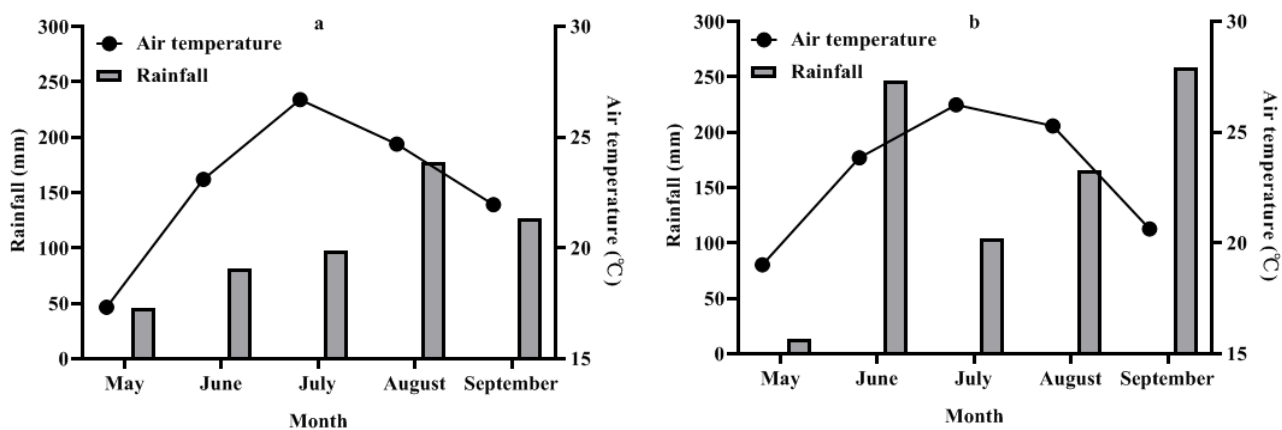 a
Air temperature
Rainfall
300
250
200
150
100
50
0
Rainfall (mm)
30
25
20
15
Air temperature (℃)
May June July August September
Month
b
Air temperature
Rainfall
300
250
200
150
100
50
0
Rainfall (mm)
30
25
20
15
Air temperature (℃)
May June July August September
Month